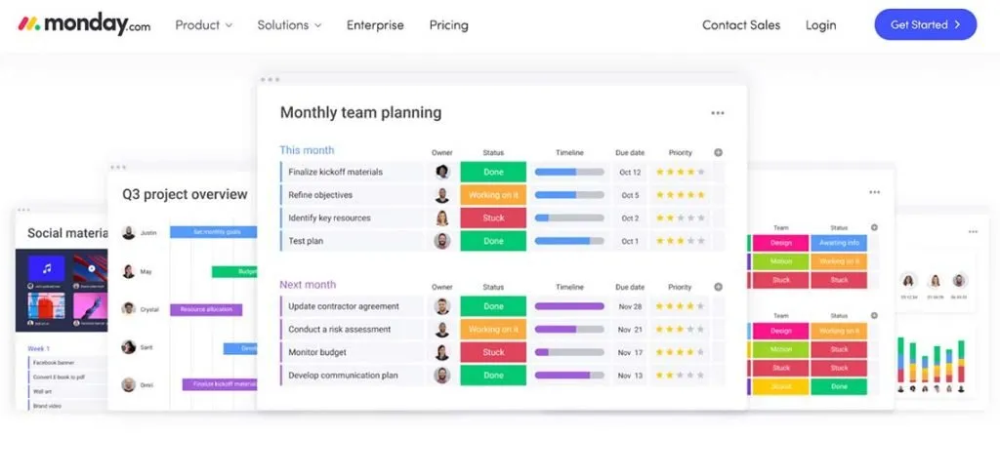 monday.com Product Solutions Enterprise Pricing Contact Sales Login Get Started
Monthly team planning
This month Owner Status Timeline Due date Priority
Finalize kickoff materials Done Oct 12
Refine objectives Working on it Oct 5
Identify key resources Stuck Oct 2
Test plan Done Oct 1
Next month Owner Status Timeline Due date Priority
Update contractor agreement Done Nov 28
Conduct a risk assessment Working on it Nov 21
Monitor budget Stuck Nov 17
Develop communication plan Done Nov 13
Q3 project overview
Justin Set monthly goals
May Budget
Crystal Resource allocation
Sarit
Omri Finalize kickoff materials
Social materia
Week 1
Facebook banner
Convert E-book to pdf
Wall art
Brand video
Team Status
Design Awaiting info
Motion Working on it
Stuck Stuck
Team Status
Design Working on it
Motion Stuck
Stuck Stuck
Done